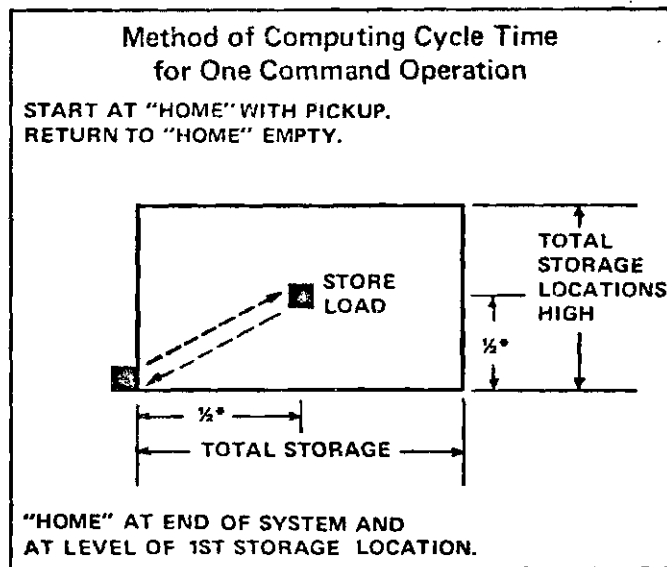 Method of Computing Cycle Time
for One Command Operation
START AT "HOME" WITH PICKUP.
RETURN TO "HOME" EMPTY.
STORE
LOAD
TOTAL
STORAGE
LOCATIONS
HIGH
½*
½*
TOTAL STORAGE
"HOME" AT END OF SYSTEM AND
AT LEVEL OF 1ST STORAGE LOCATION.